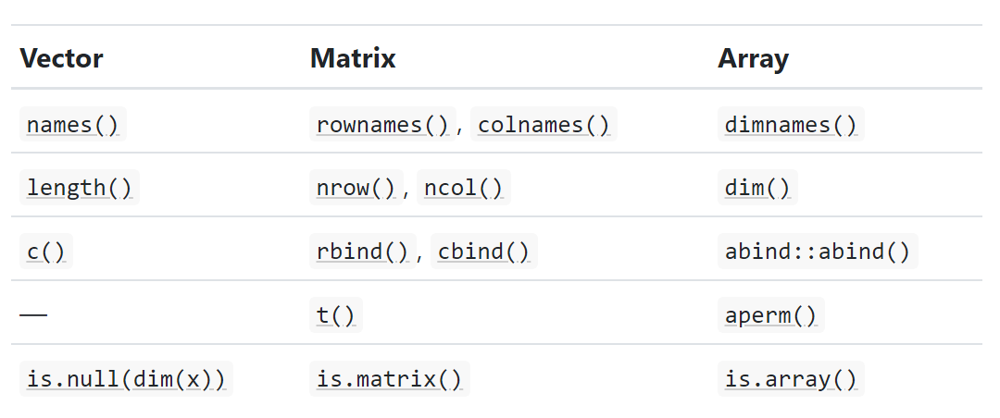 Vector Matrix Array
names() rownames(), colnames() dimnames()
length() nrow(), ncol() dim()
c() rbind(), cbind() abind::abind()
— t() aperm()
is.null(dim(x)) is.matrix() is.array()